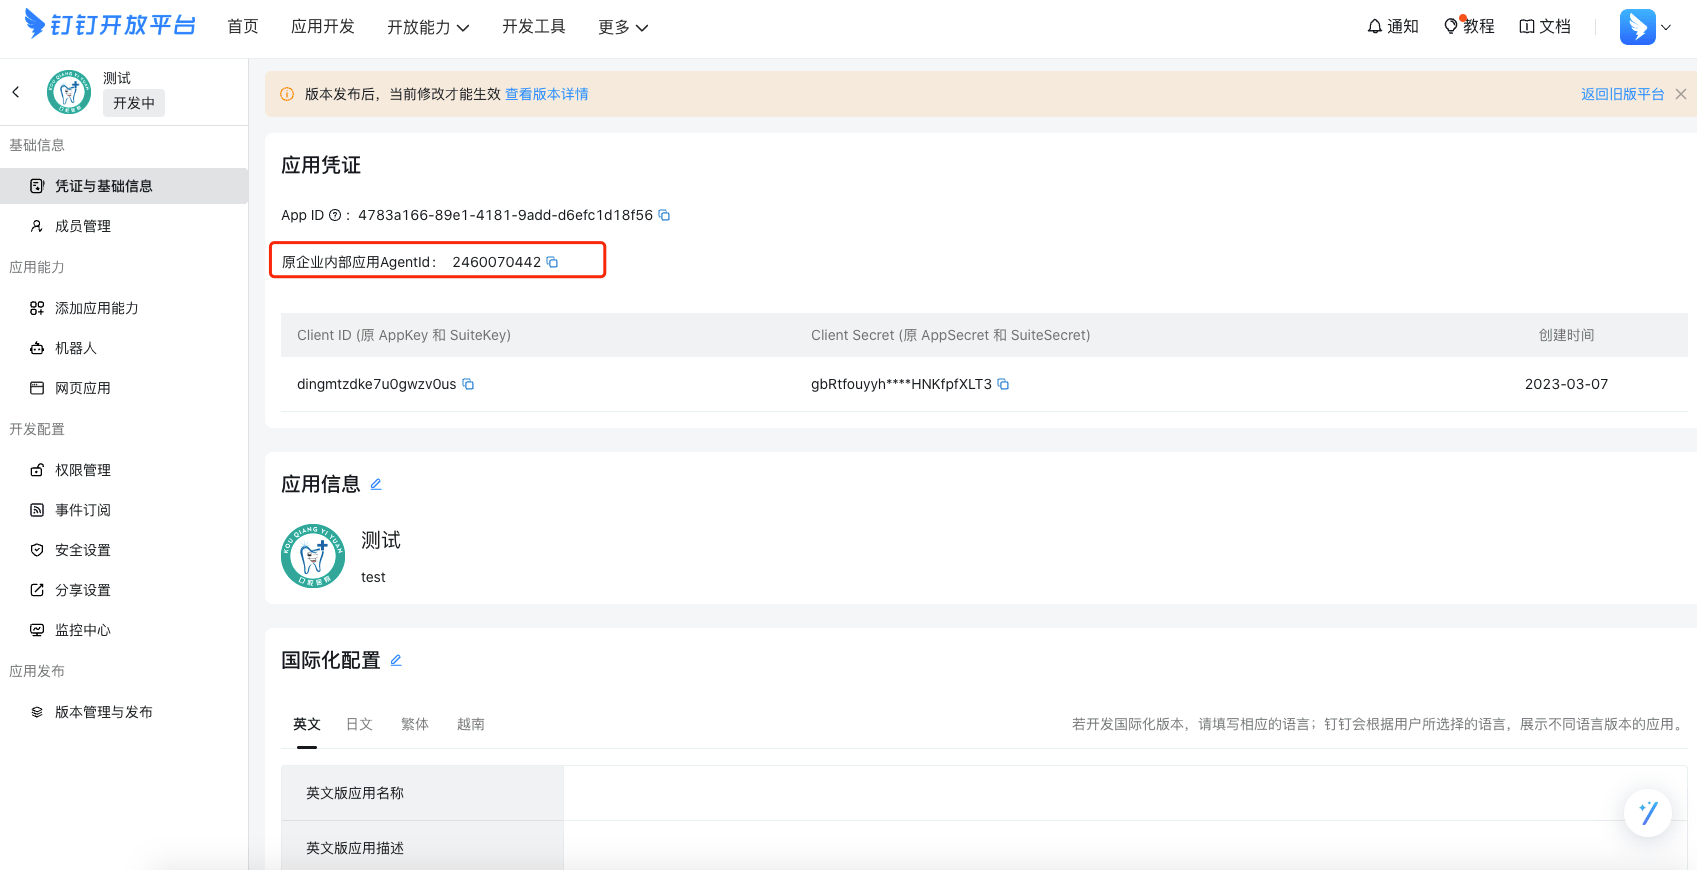 钉钉开放平台 首页 应用开发 开放能力 开发工具 更多 通知 教程 文档
测试
开发中
基础信息
凭证与基础信息
成员管理
应用能力
添加应用能力
机器人
网页应用
开发配置
权限管理
事件订阅
安全设置
分享设置
监控中心
应用发布
版本管理与发布
版本发布后，当前修改才能生效 查看版本详情 返回旧版平台
应用凭证
App ID ： 4783a166-89e1-4181-9add-d6efc1d18f56
原企业内部应用AgentId： 2460070442
Client ID (原 AppKey 和 SuiteKey) Client Secret (原 AppSecret 和 SuiteSecret) 创建时间
dingmtzdke7u0gwzv0us gbRtfouyyh****HNKfpfXLT3 2023-03-07
应用信息
KOU QIANG YI YUAN
口腔医院
测试
test
国际化配置
英文 日文 繁体 越南 若开发国际化版本，请填写相应的语言；钉钉会根据用户所选择的语言，展示不同语言版本的应用。
英文版应用名称
英文版应用描述